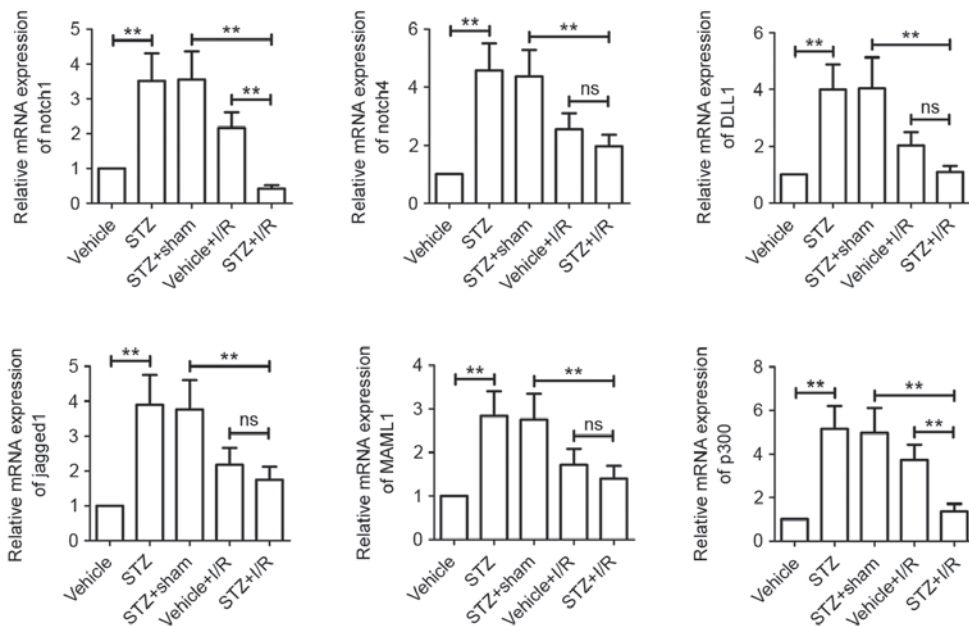 Relative mRNA expression
of notch1
5
4
3
2
1
0
**
**
**
Vehicle
STZ
STZ+sham
Vehicle+I/R
STZ+I/R
Relative mRNA expression
of notch4
6
4
2
0
**
**
ns
Vehicle
STZ
STZ+sham
Vehicle+I/R
STZ+I/R
Relative mRNA expression
of DLL1
6
4
2
0
**
**
ns
Vehicle
STZ
STZ+sham
Vehicle+I/R
STZ+I/R
Relative mRNA expression
of jagged1
5
4
3
2
1
0
**
**
ns
Vehicle
STZ
STZ+sham
Vehicle+I/R
STZ+I/R
Relative mRNA expression
of MAML1
4
3
2
1
0
**
**
ns
Vehicle
STZ
STZ+sham
Vehicle+I/R
STZ+I/R
Relative mRNA expression
of p300
8
6
4
2
0
**
**
**
Vehicle
STZ
STZ+sham
Vehicle+I/R
STZ+I/R